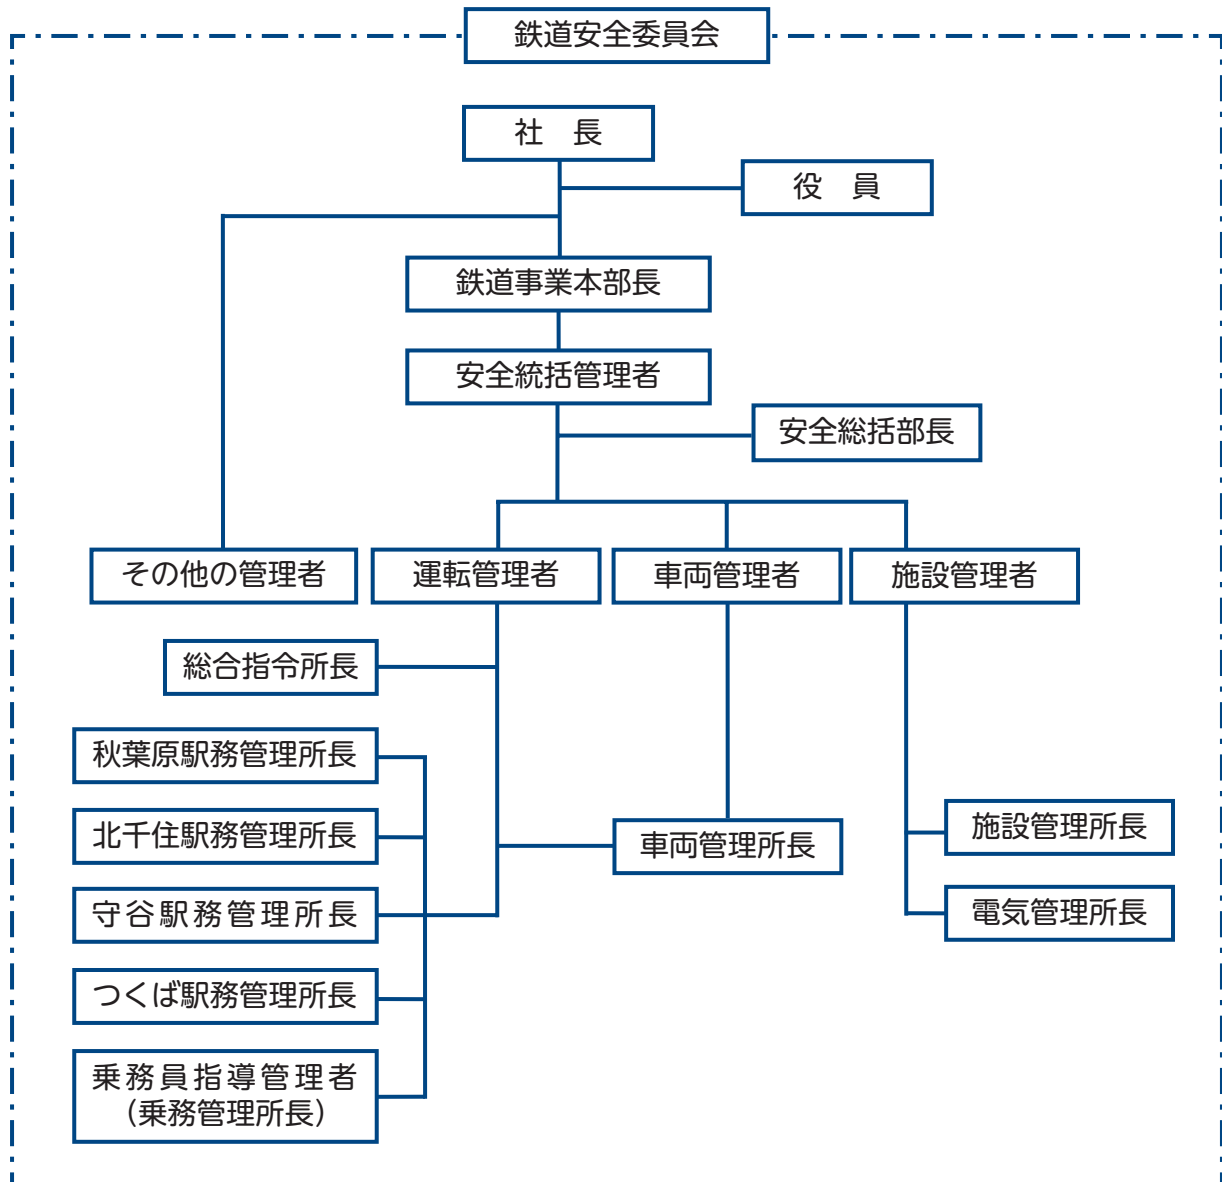 鉄道安全委員会
社　長
役　員
鉄道事業本部長
安全統括管理者
安全総括部長
その他の管理者
運転管理者
車両管理者
施設管理者
総合指令所長
秋葉原駅務管理所長
北千住駅務管理所長
守谷駅務管理所長
つくば駅務管理所長
乗務員指導管理者
（乗務管理所長）
車両管理所長
施設管理所長
電気管理所長